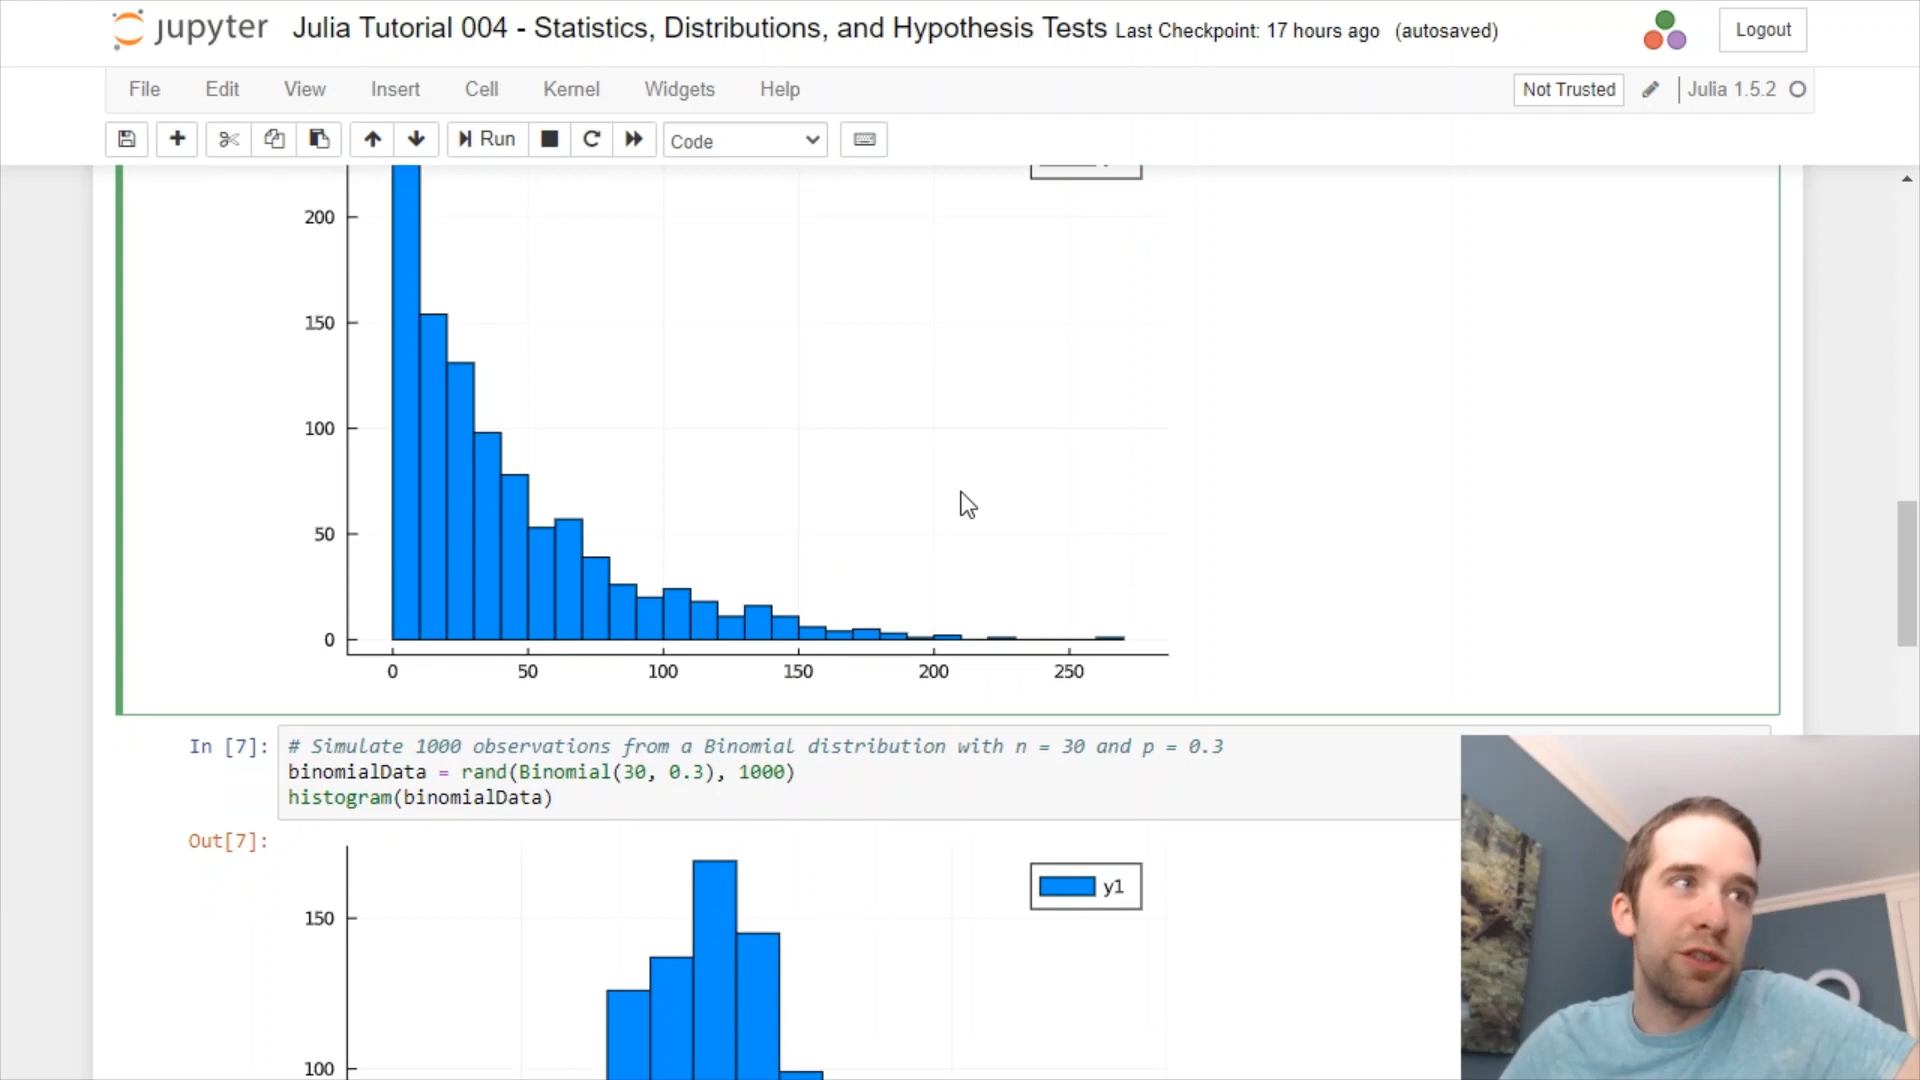 jupyter Julia Tutorial 004 - Statistics, Distributions, and Hypothesis Tests Last Checkpoint: 17 hours ago (autosaved) Logout
File Edit View Insert Cell Kernel Widgets Help Not Trusted Julia 1.5.2
Run Code
200
150
100
50
0
0 50 100 150 200 250
In [7]: # Simulate 1000 observations from a Binomial distribution with n = 30 and p = 0.3
binomialData = rand(Binomial(30, 0.3), 1000)
histogram(binomialData)
Out[7]:
y1
150
100